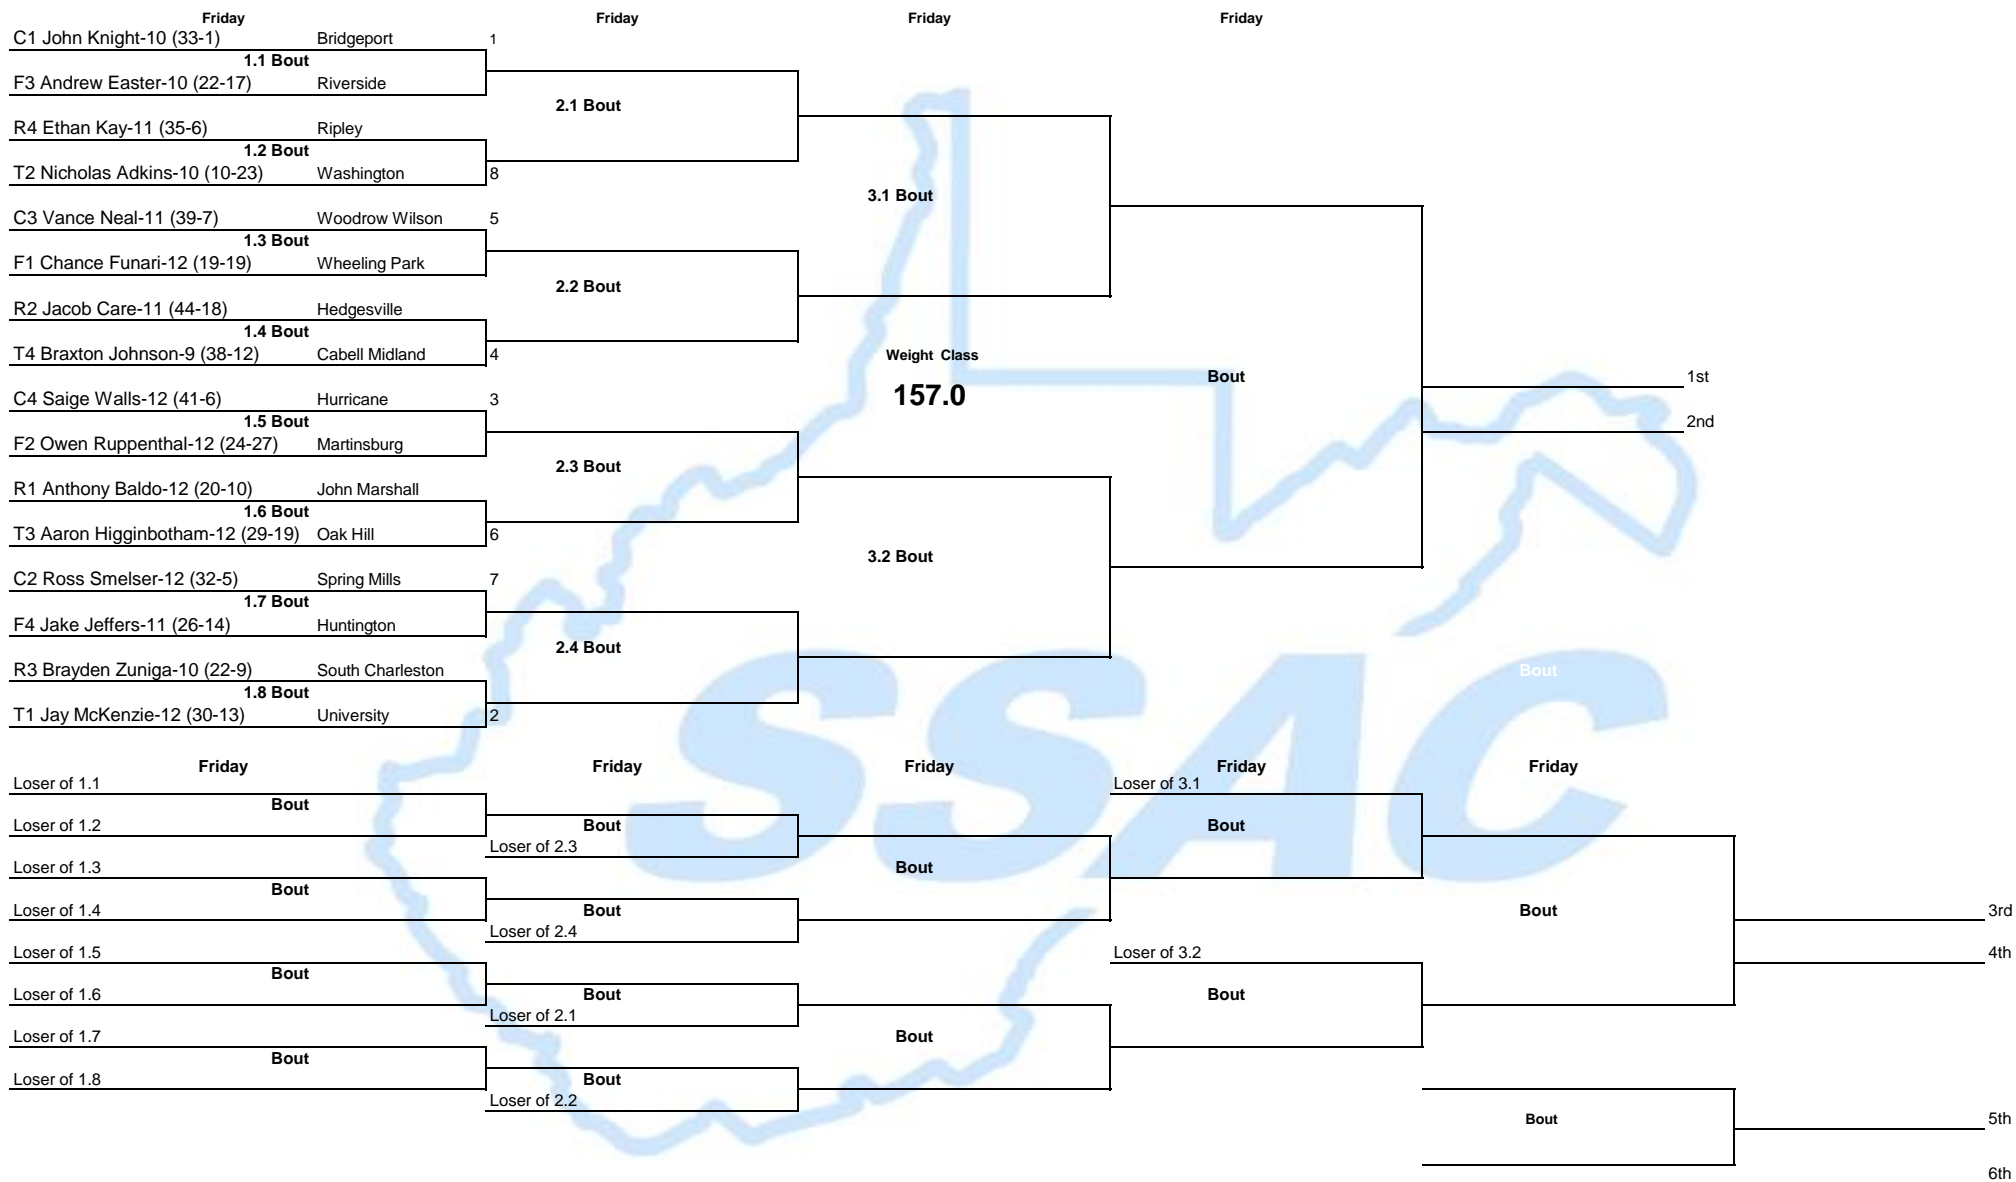 Friday Friday Friday Friday
C1 John Knight-10 (33-1) Bridgeport 1
1.1 Bout
F3 Andrew Easter-10 (22-17) Riverside
2.1 Bout
R4 Ethan Kay-11 (35-6) Ripley
1.2 Bout
T2 Nicholas Adkins-10 (10-23) Washington 8
3.1 Bout
C3 Vance Neal-11 (39-7) Woodrow Wilson 5
1.3 Bout
F1 Chance Funari-12 (19-19) Wheeling Park
2.2 Bout
R2 Jacob Care-11 (44-18) Hedgesville
1.4 Bout
T4 Braxton Johnson-9 (38-12) Cabell Midland 4
Weight Class
Bout 1st
157.0
C4 Saige Walls-12 (41-6) Hurricane 3
1.5 Bout 2nd
F2 Owen Ruppenthal-12 (24-27) Martinsburg
2.3 Bout
R1 Anthony Baldo-12 (20-10) John Marshall
1.6 Bout
T3 Aaron Higginbotham-12 (29-19) Oak Hill 6
3.2 Bout
C2 Ross Smelser-12 (32-5) Spring Mills 7
1.7 Bout
F4 Jake Jeffers-11 (26-14) Huntington
2.4 Bout
R3 Brayden Zuniga-10 (22-9) South Charleston Bout
1.8 Bout
T1 Jay McKenzie-12 (30-13) University 2
SSAC
Friday Friday Friday Friday Friday
Loser of 1.1 Loser of 3.1
Bout
Loser of 1.2 Bout Bout
Loser of 2.3
Loser of 1.3 Bout
Bout
Loser of 1.4 Bout Bout 3rd
Loser of 2.4
Loser of 1.5 Loser of 3.2 4th
Bout
Loser of 1.6 Bout Bout
Loser of 2.1
Loser of 1.7 Bout
Bout
Loser of 1.8 Bout
Loser of 2.2
Bout 5th
6th